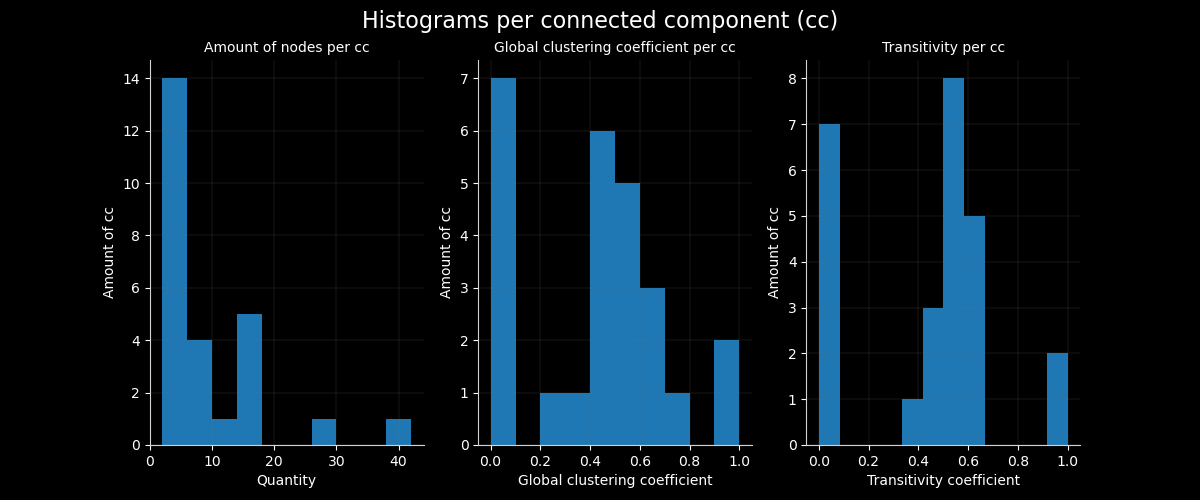 Histograms per connected component (cc)
Amount of nodes per cc
Amount of cc
14
12
10
8
6
4
2
0
0 10 20 30 40
Quantity
Global clustering coefficient per cc
Amount of cc
7
6
5
4
3
2
1
0
0.0 0.2 0.4 0.6 0.8 1.0
Global clustering coefficient
Transitivity per cc
Amount of cc
8
7
6
5
4
3
2
1
0
0.0 0.2 0.4 0.6 0.8 1.0
Transitivity coefficient